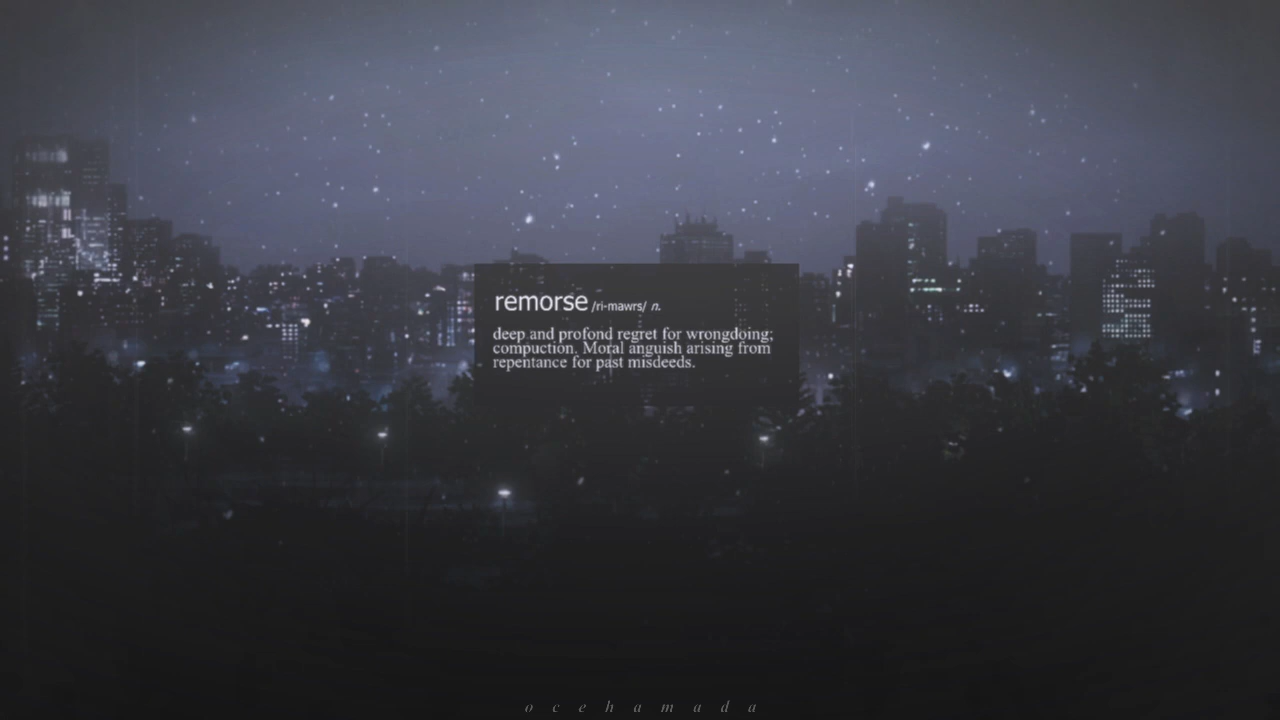 remorse /ri-mawrs/ n.
deep and profond regret for wrongdoing;
compuction. Moral anguish arising from
repentance for past misdeeds.
o c e h a m a d a